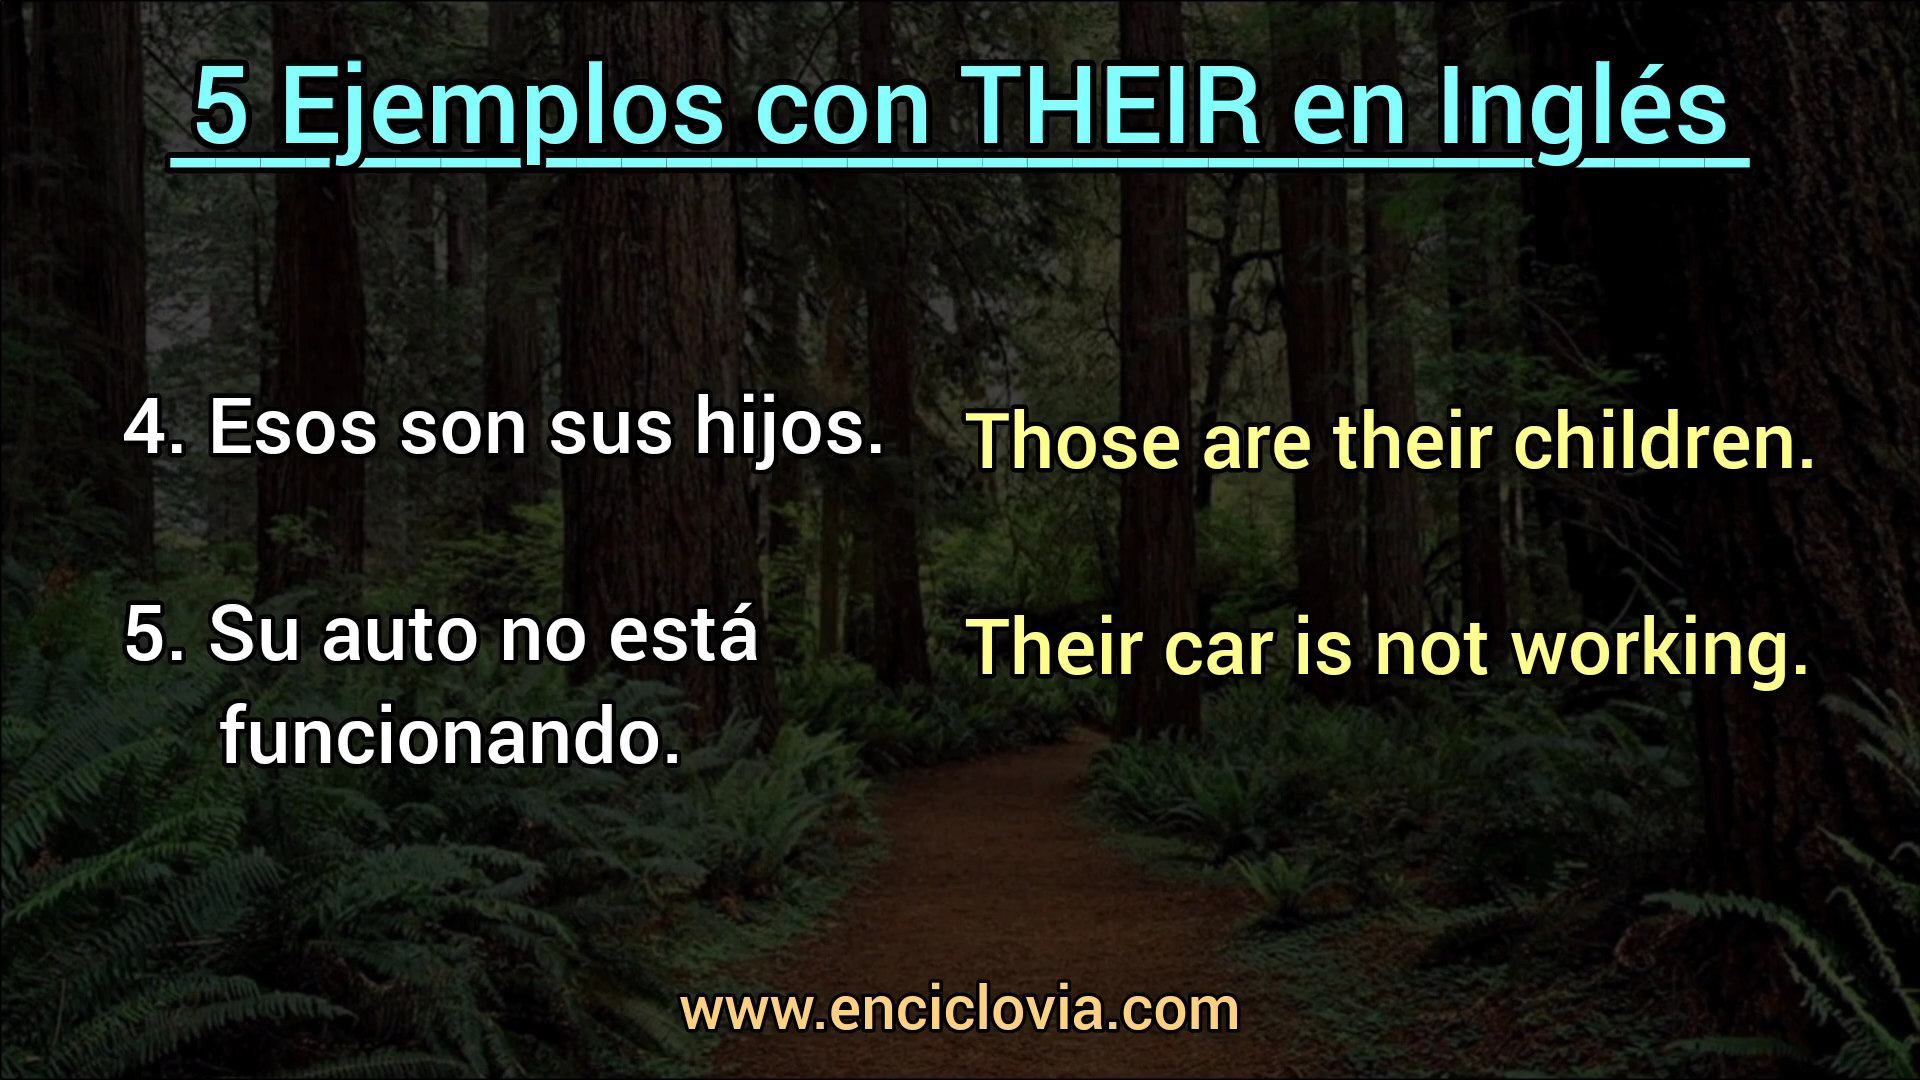 5 Ejemplos con THEIR en Inglés
4. Esos son sus hijos.
Those are their children.
5. Su auto no está
funcionando.
Their car is not working.
www.enciclovia.com